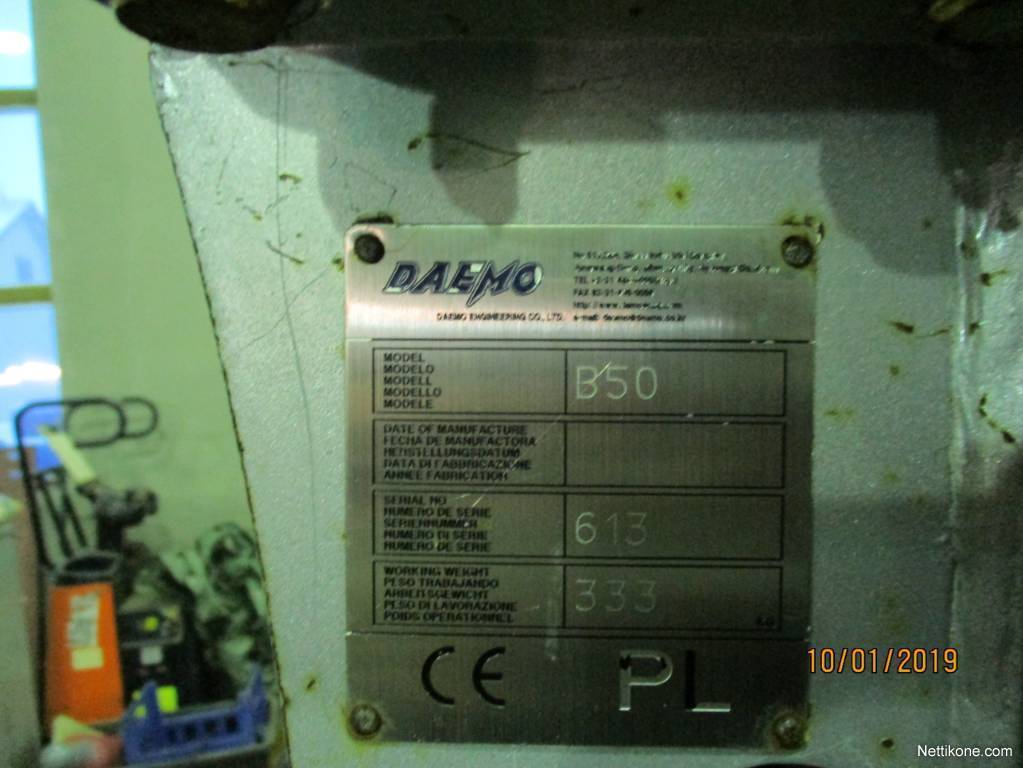 DAEMO
DAEMO ENGINEERING CO., LTD.
MODEL
MODELO
MODELL
MODELLO
MODELE
B50
DATE OF MANUFACTURE
FECHA DE MANUFACTORA
HERSTELLUNGSDATUM
DATA DI FABBRICAZIONE
ANNEE FABRICATION
SERIAL NO
NUMERO DE SERIE
SERIENNUMMER
NUMERO DI SERIE
NUMERO DE SERIE
613
WORKING WEIGHT
PESO TRABAJANDO
ARBEITSGEWICHT
PESO DI LAVORAZIONE
POIDS OPERATIONNEL
333
KG
CE PL
10/01/2019
Nettikone.com